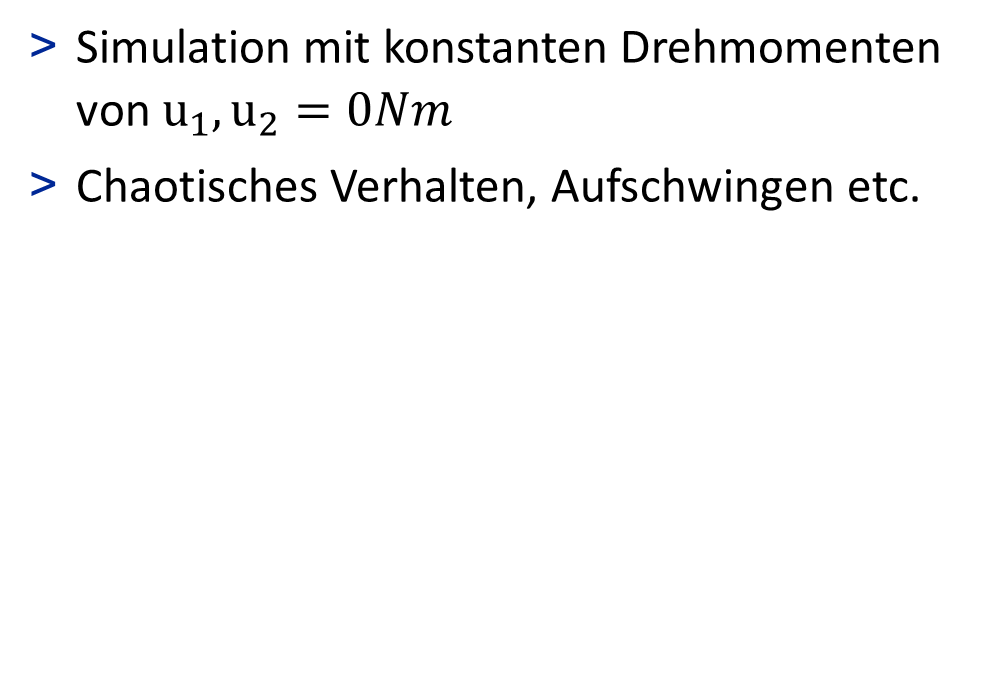 > Simulation mit konstanten Drehmomenten
von u₁, u₂ = 0Nm
> Chaotisches Verhalten, Aufschwingen etc.